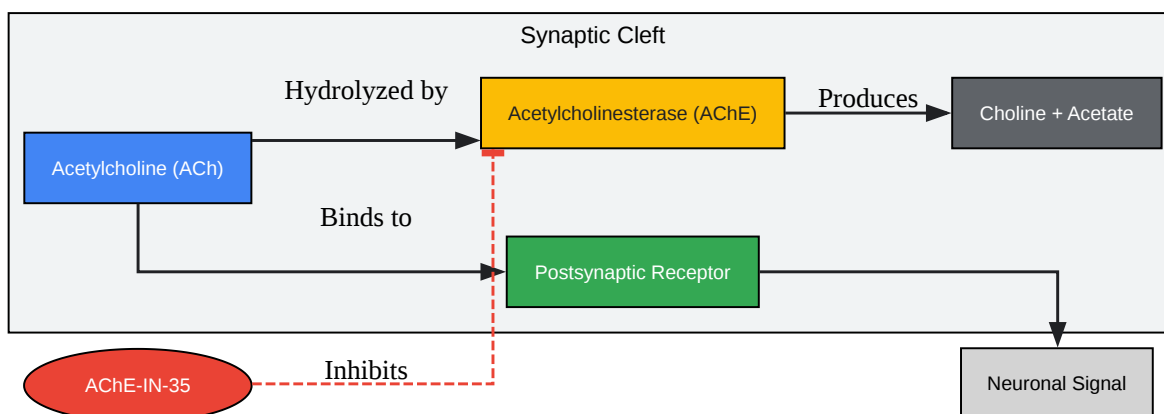 Synaptic Cleft
Hydrolyzed by
Acetylcholinesterase (AChE)
Produces
Choline + Acetate
Acetylcholine (ACh)
Binds to
Postsynaptic Receptor
AChE-IN-35
Inhibits
Neuronal Signal